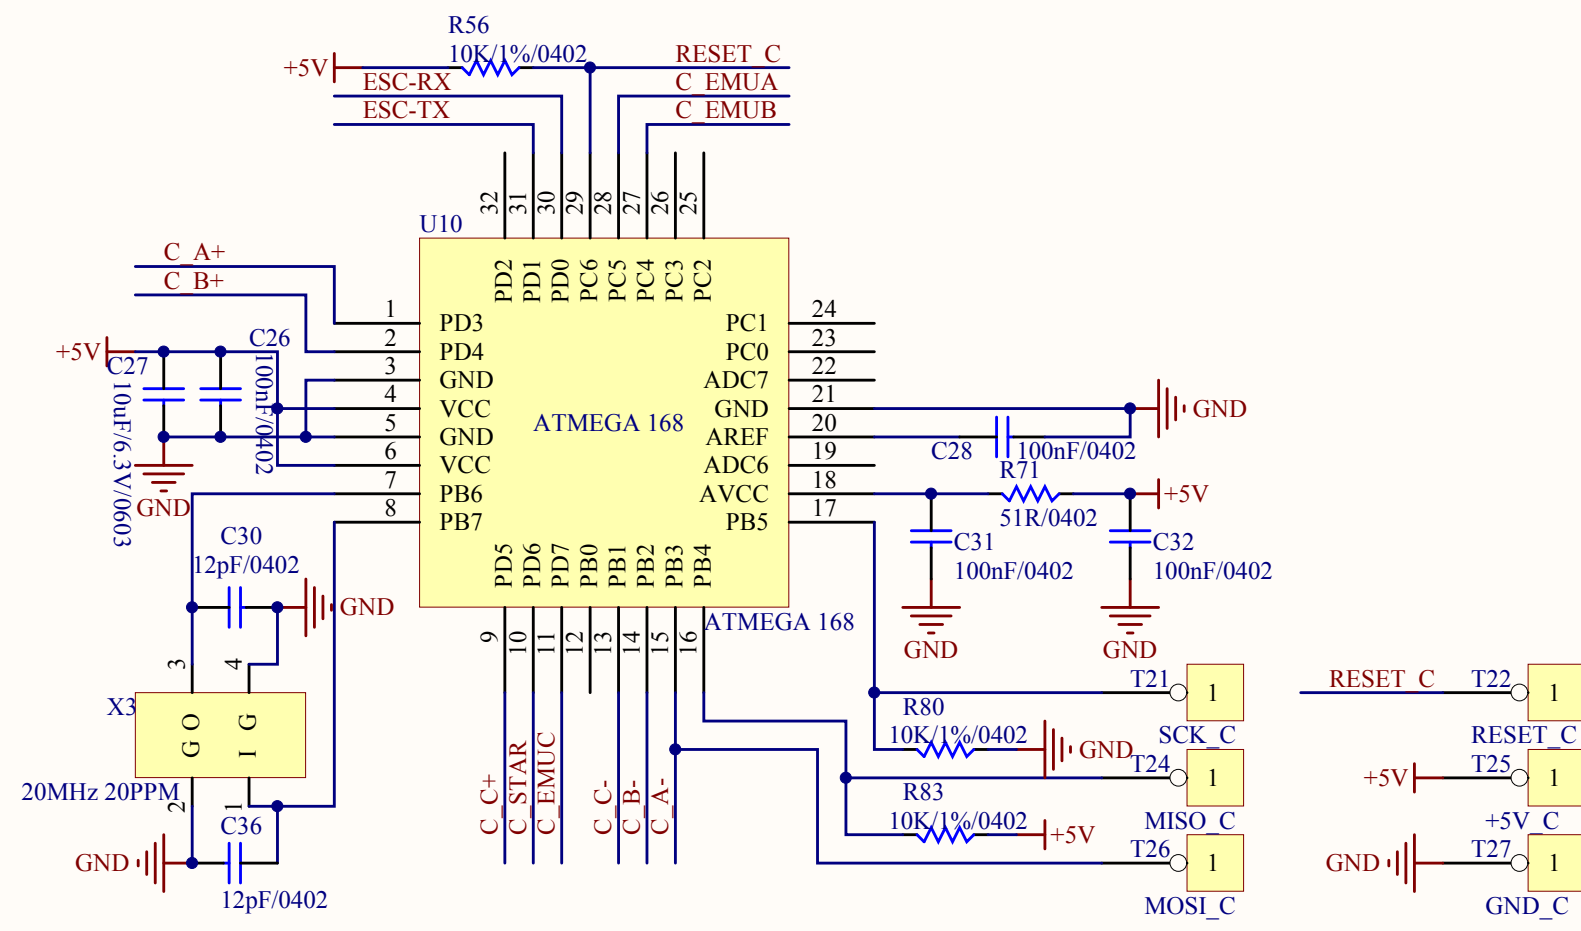 R56
10K/1%/0402
+5V
RESET_C
ESC-RX
C_EMUA
ESC-TX
C_EMUB
32
31
30
29
28
27
26
25
U10
PD2
PD1
PD0
PC6
PC5
PC4
PC3
PC2
C_A+
C_B+
1
PD3
2
PD4
3
GND
4
VCC
5
GND
6
VCC
7
PB6
8
PB7
ATMEGA 168
PC1
24
PC0
23
ADC7
22
GND
21
AREF
20
ADC6
19
AVCC
18
PB5
17
+5V
C27
10uF/6.3V/0603
C26
100nF/0402
GND
GND
C28
100nF/0402
R71
51R/0402
+5V
C31
100nF/0402
C32
100nF/0402
GND
GND
C30
12pF/0402
GND
PD5
PD6
PD7
PB0
PB1
PB2
PB3
PB4
ATMEGA 168
9
10
11
12
13
14
15
16
3
4
X3
G O
I G
20MHz 20PPM
2
1
C36
GND
12pF/0402
C_C+
C_STAR
C_EMUC
C_C-
C_B-
C_A-
T21
1
SCK_C
R80
10K/1%/0402
GND
T24
1
MISO_C
R83
10K/1%/0402
+5V
T26
1
MOSI_C
RESET_C
T22
1
RESET_C
+5V
T25
1
+5V_C
GND
T27
1
GND_C